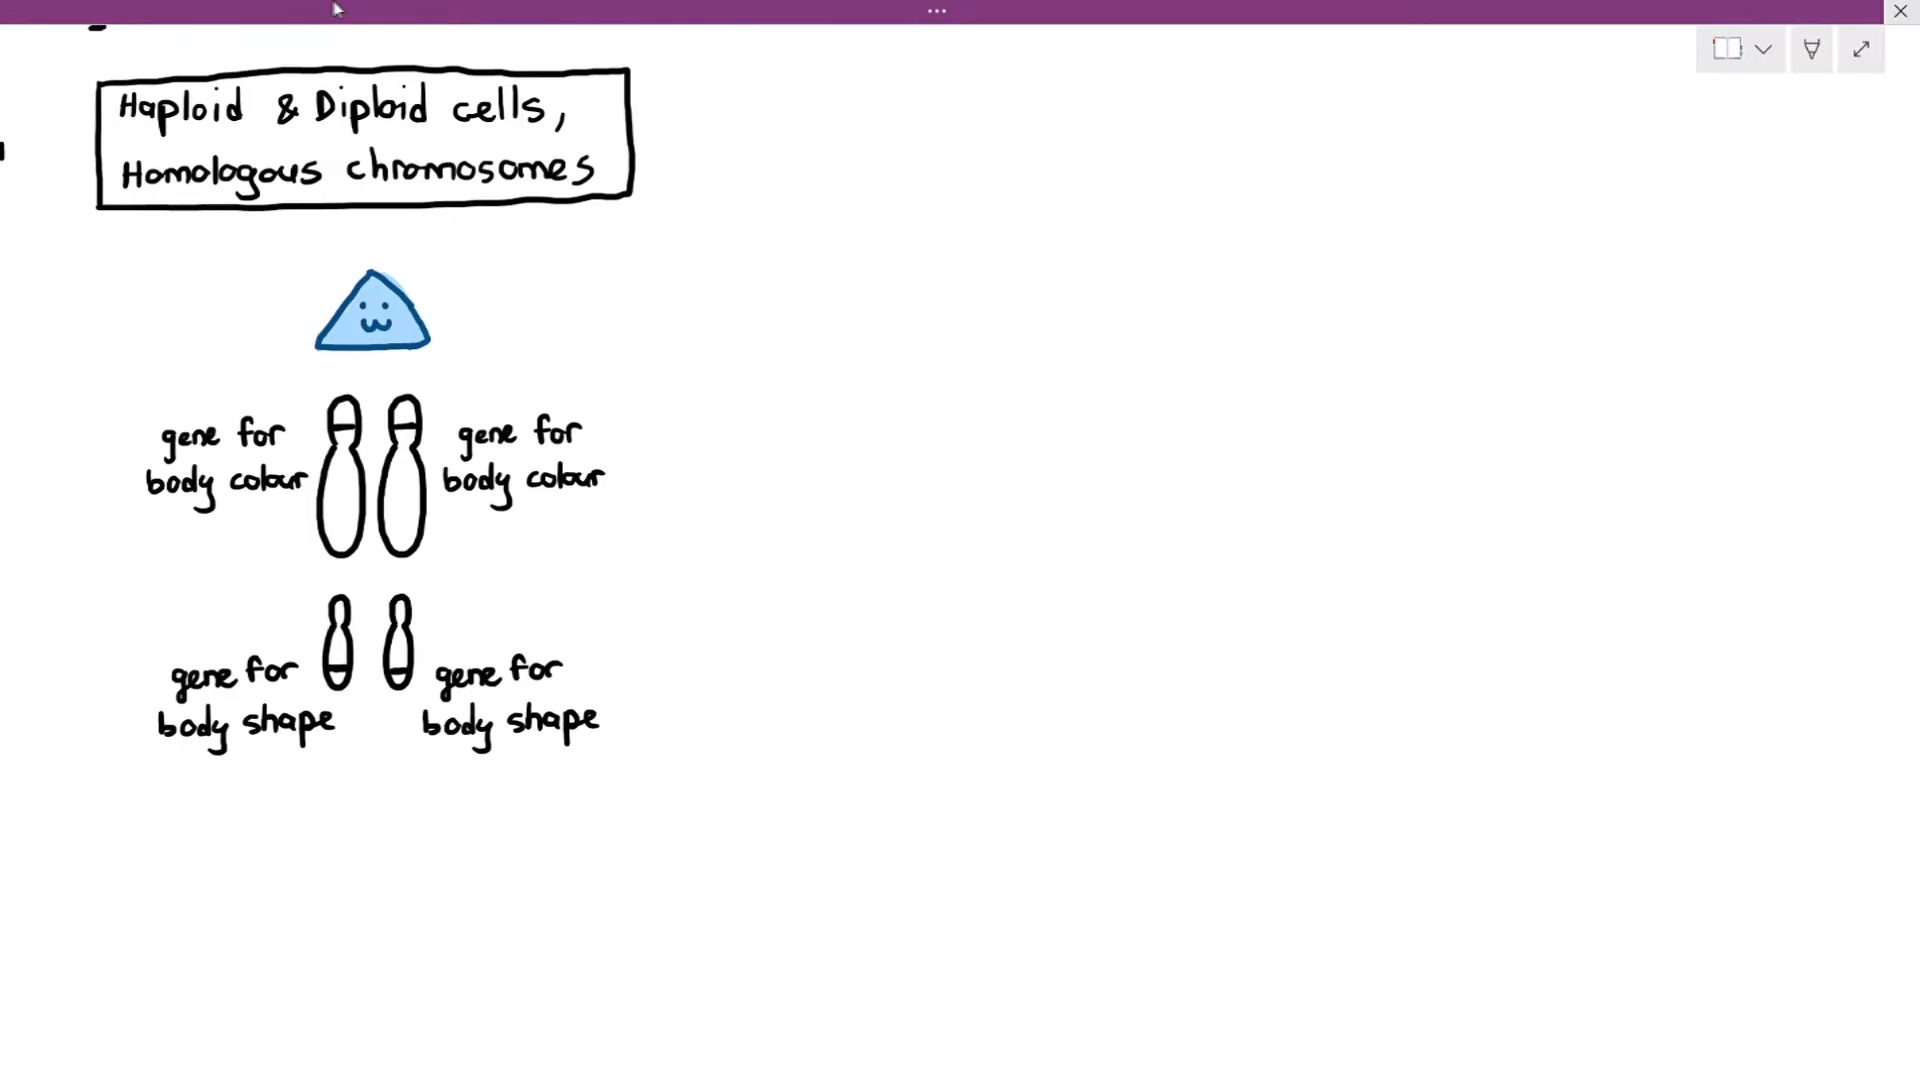 Haploid & Diploid cells,
Homologous chromosomes
gene for
body colour
gene for
body colour
gene for
body shape
gene for
body shape